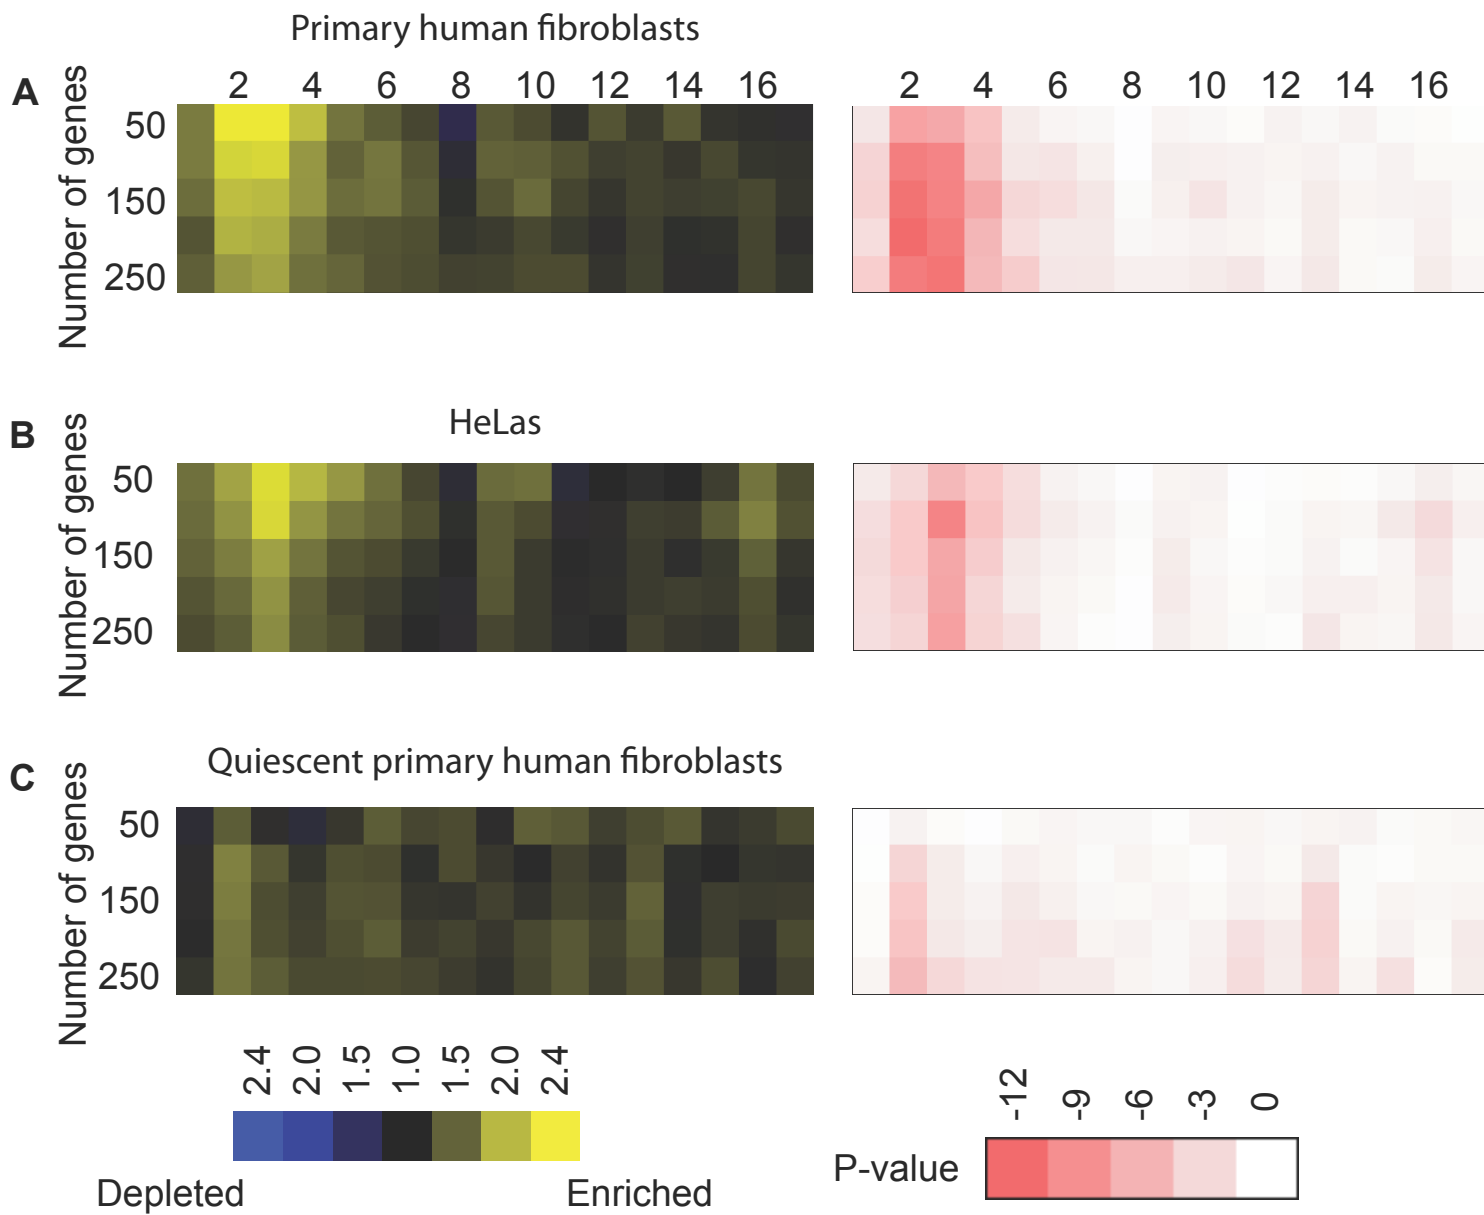 Primary human fibroblasts
A
2 4 6 8 10 12 14 16
2 4 6 8 10 12 14 16
Number of genes
50
150
250
B
HeLas
Number of genes
50
150
250
C
Quiescent primary human fibroblasts
Number of genes
50
150
250
2.4 2.0 1.5 1.0 1.5 2.0 2.4
Depleted Enriched
-12 -9 -6 -3 0
P-value